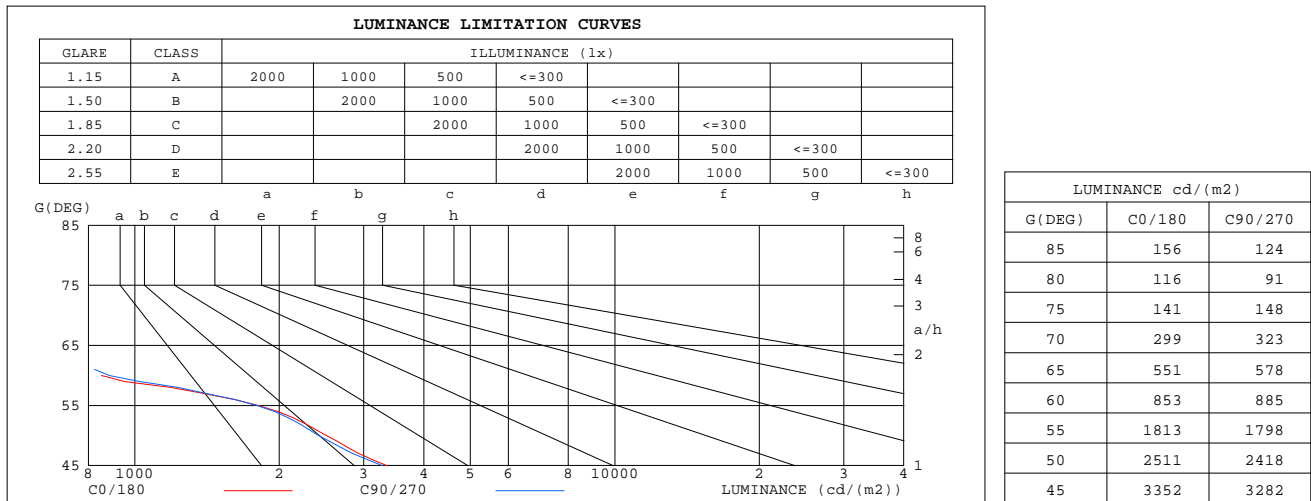 LUMINANCE LIMITATION CURVES
GLARE CLASS ILLUMINANCE (lx)
1.15 A 2000 1000 500 <=300
1.50 B 2000 1000 500 <=300
1.85 C 2000 1000 500 <=300
2.20 D 2000 1000 500 <=300
2.55 E 2000 1000 500 <=300
a b c d e f g h
G(DEG)
a b c d e f g h
85
75
65
55
45
8
6
4
3
a/h
2
1
8 1000 2 3 4 5 6 8 10000 2 3 4
C0/180 C90/270 LUMINANCE (cd/(m2))
LUMINANCE cd/(m2)
G(DEG) C0/180 C90/270
85 156 124
80 116 91
75 141 148
70 299 323
65 551 578
60 853 885
55 1813 1798
50 2511 2418
45 3352 3282